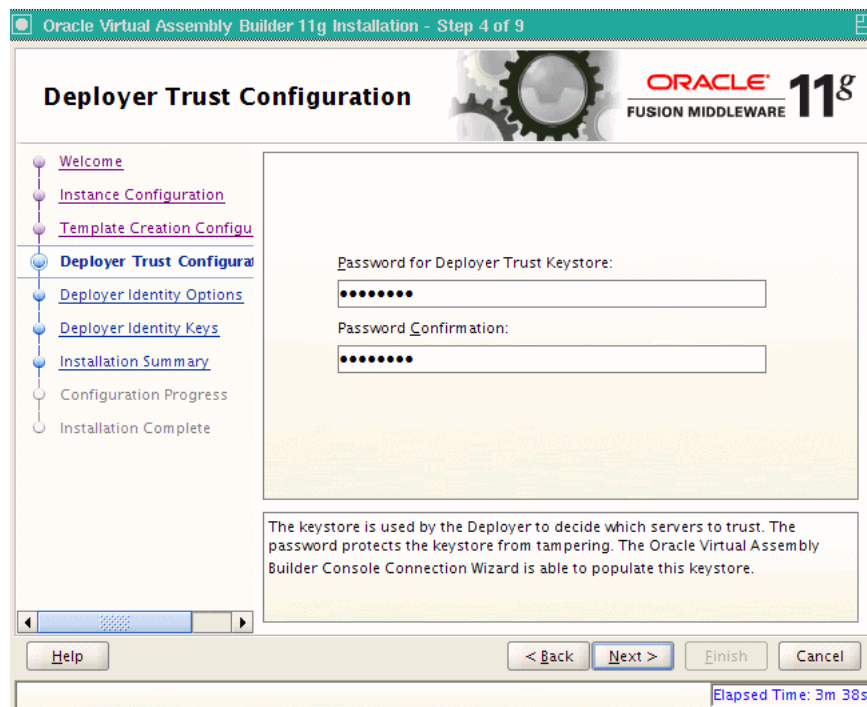 Oracle Virtual Assembly Builder 11g Installation - Step 4 of 9
Deployer Trust Configuration
ORACLE
FUSION MIDDLEWARE
11g
Welcome
Instance Configuration
Template Creation Configu
Deployer Trust Configura
Deployer Identity Options
Deployer Identity Keys
Installation Summary
Configuration Progress
Installation Complete
Password for Deployer Trust Keystore:
••••••••
Password Confirmation:
••••••••
The keystore is used by the Deployer to decide which servers to trust. The
password protects the keystore from tampering. The Oracle Virtual Assembly
Builder Console Connection Wizard is able to populate this keystore.
Help
< Back
Next >
Finish
Cancel
Elapsed Time: 3m 38s